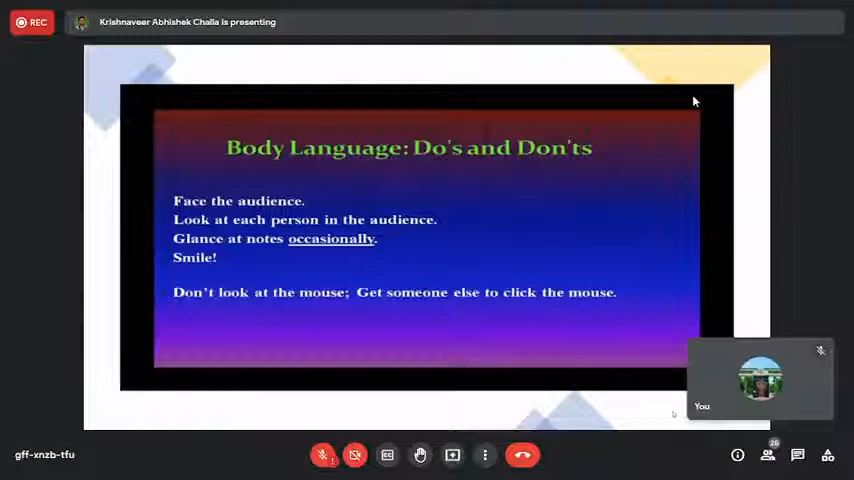 REC
Krishnaveer Abhishek Challa is presenting
Body Language: Do's and Don'ts
Face the audience.
Look at each person in the audience.
Glance at notes occasionally.
Smile!
Don't look at the mouse; Get someone else to click the mouse.
You
gff-xnzb-tfu
26